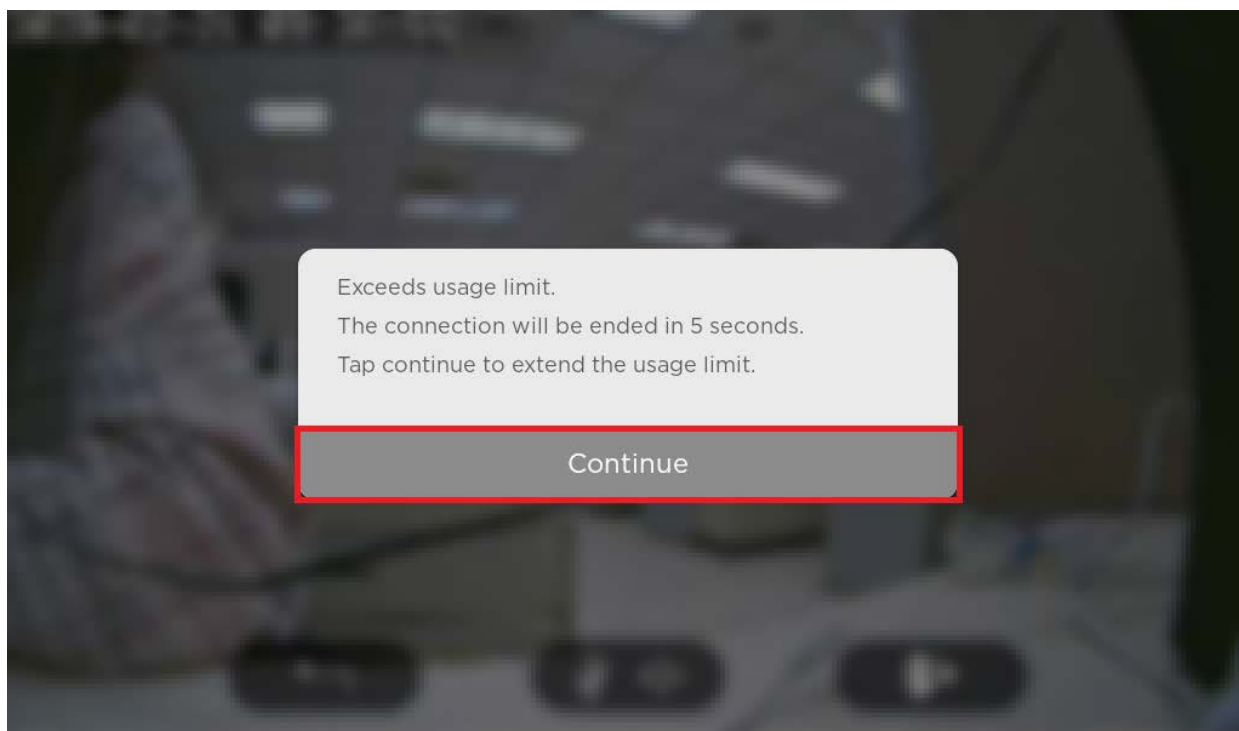 Exceeds usage limit.
The connection will be ended in 5 seconds.
Tap continue to extend the usage limit.
Continue